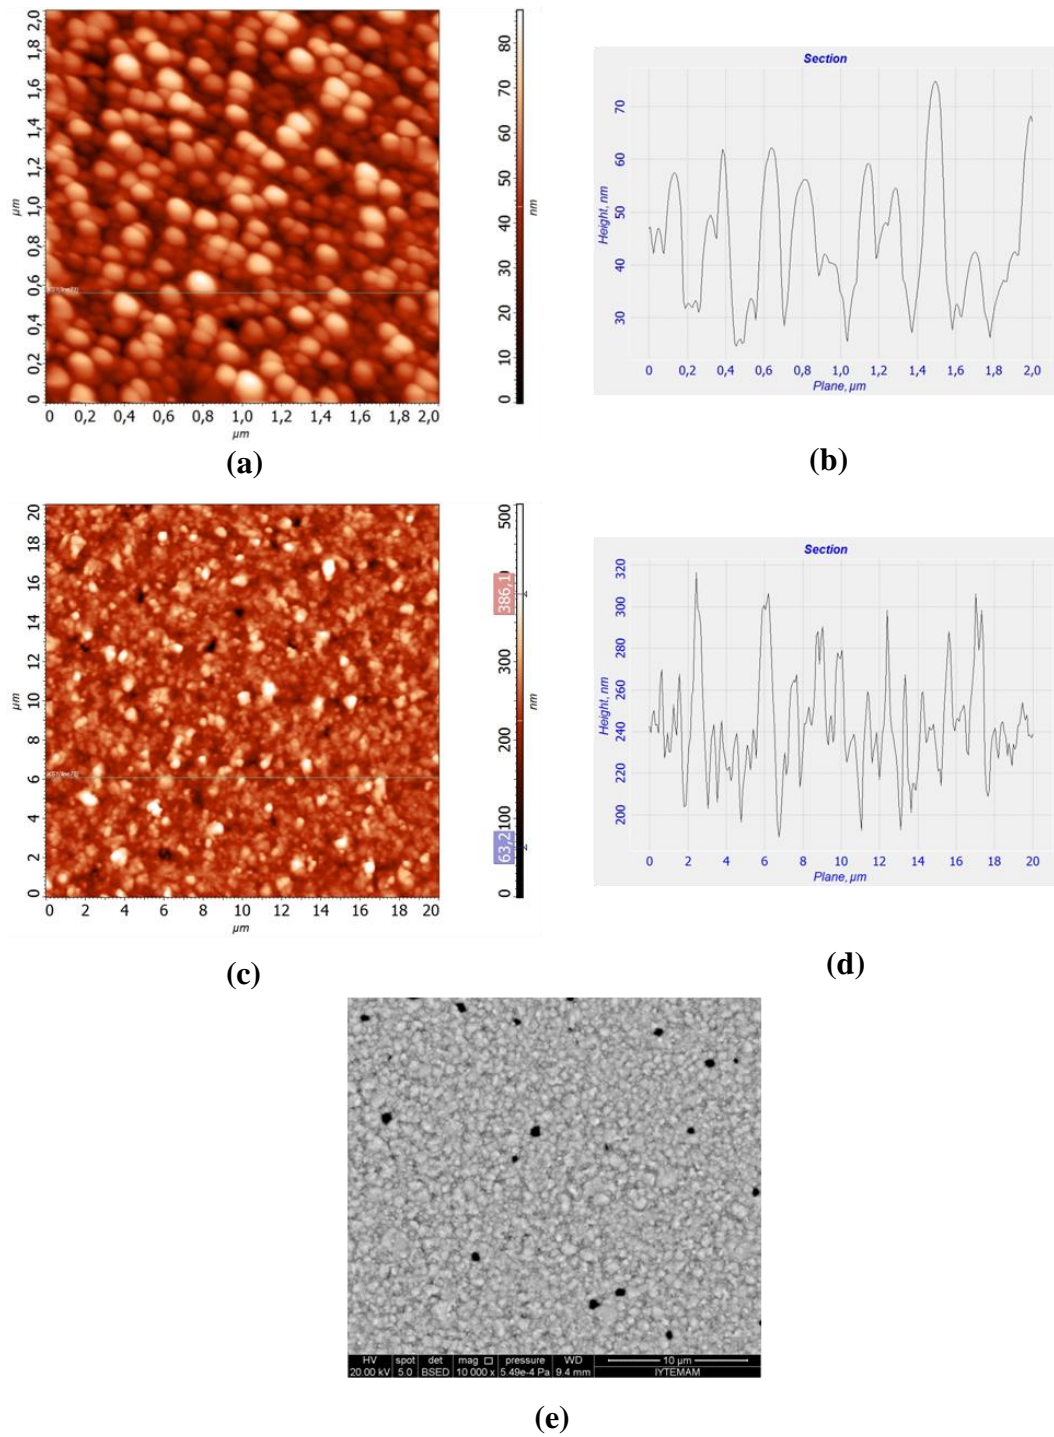 2,0
1,8
1,6
1,4
1,2
1,0
0,8
0,6
0,4
0,2
0
µm
0 0,2 0,4 0,6 0,8 1,0 1,2 1,4 1,6 1,8 2,0
µm
80
70
60
50
40
30
20
10
0
nm
(a)
Section
70
60
50
40
30
Height, nm
0 0,2 0,4 0,6 0,8 1,0 1,2 1,4 1,6 1,8 2,0
Plane, µm
(b)
20
18
16
14
12
10
8
6
4
2
0
µm
0 2 4 6 8 10 12 14 16 18 20
µm
500
386,1
300
200
100
63,2
0
nm
(c)
Section
320
300
280
260
240
220
200
Height, nm
0 2 4 6 8 10 12 14 16 18 20
Plane, µm
(d)
HV spot det mag pressure WD 10 µm
20.00 kV 5.0 BSED 10 000 x 5.49e-4 Pa 9.4 mm IYTEMAM
(e)